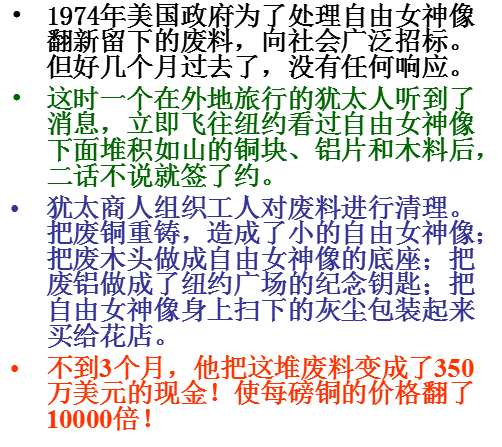 • 1974年美国政府为了处理自由女神像
翻新留下的废料，向社会广泛招标。
但好几个月过去了，没有任何响应。
• 这时一个在外地旅行的犹太人听到了
消息，立即飞往纽约看过自由女神像
下面堆积如山的铜块、铝片和木料后，
二话不说就签了约。
• 犹太商人组织工人对废料进行清理。
把废铜重铸，造成了小的自由女神像；
把废木头做成自由女神像的底座；把
废铝做成了纽约广场的纪念钥匙；把
自由女神像身上扫下的灰尘包装起来
买给花店。
• 不到3个月，他把这堆废料变成了350
万美元的现金！使每磅铜的价格翻了
10000倍！